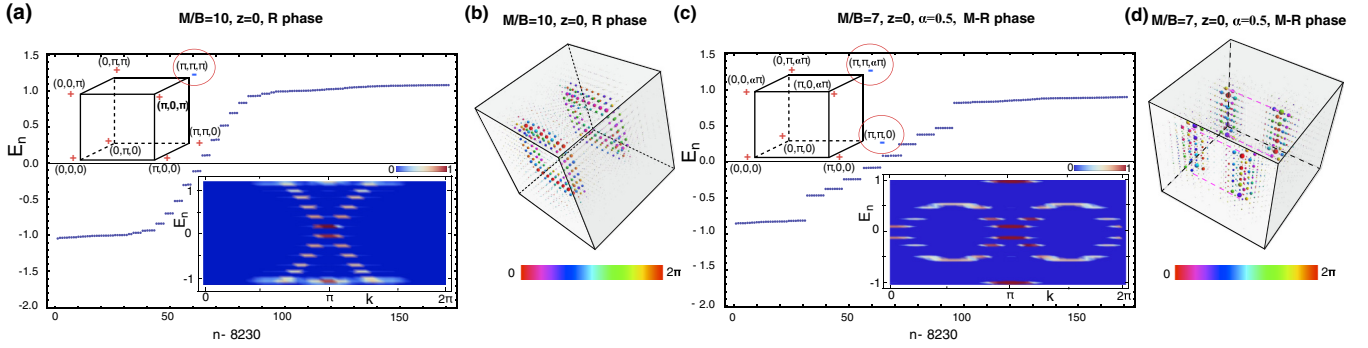 (a)
M/B=10, z=0, R phase
1.5
1.0
0.5
0.0
-0.5
-1.0
-1.5
-2.0
E_n
(0,π,π)
(π,π,π)
(0,0,π)
(π,0,π)
(π,π,0)
(0,π,0)
(0,0,0)
(π,0,0)
0 1
1
0
-1
E_n
0 π k 2π
0 50 100 150
n- 8230
(b)
M/B=10, z=0, R phase
0 2π
(c)
M/B=7, z=0, α=0.5, M-R phase
1.5
1.0
0.5
0.0
-0.5
-1.0
-1.5
-2.0
E_n
(0,π,απ)
(π,π,απ)
(0,0,απ)
(π,0,απ)
(π,π,0)
(0,π,0)
(0,0,0)
(π,0,0)
0 1
1
0
-1
E_n
0 π k 2π
0 50 100 150
n- 8230
(d)
M/B=7, z=0, α=0.5, M-R phase
0 2π